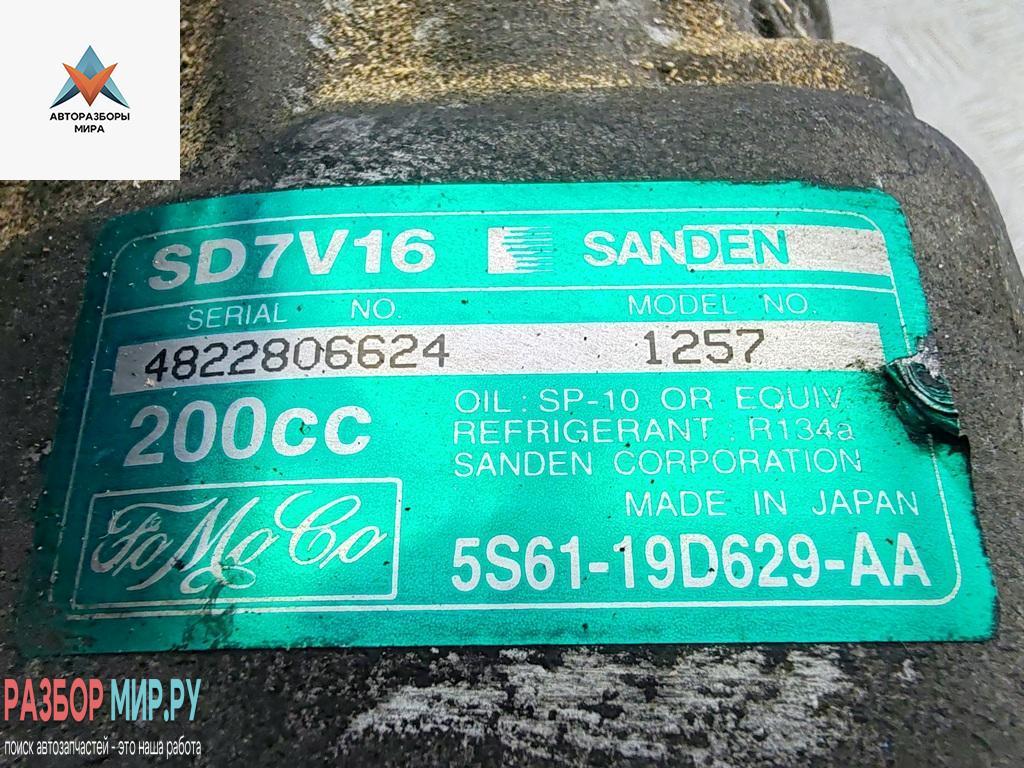 АВТОРАЗБОРЫ
МИРА
SD7V16 SANDEN
SERIAL NO. MODEL NO.
4822806624 1257
200cc
OIL : SP-10 OR EQUIV
REFRIGERANT : R134a
SANDEN CORPORATION
MADE IN JAPAN
FoMoCo
5S61-19D629-AA
РАЗБОР МИР.РУ
поиск автозапчастей - это наша работа